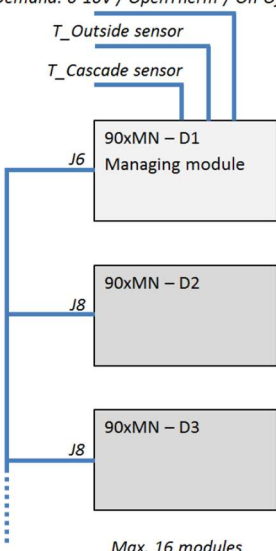 Demand: 0-10V / OpenTherm / On-O
T_Outside sensor
T_Cascade sensor
90xMN – D1
J6
Managing module
90xMN – D2
J8
90xMN – D3
J8
Max. 16 modules